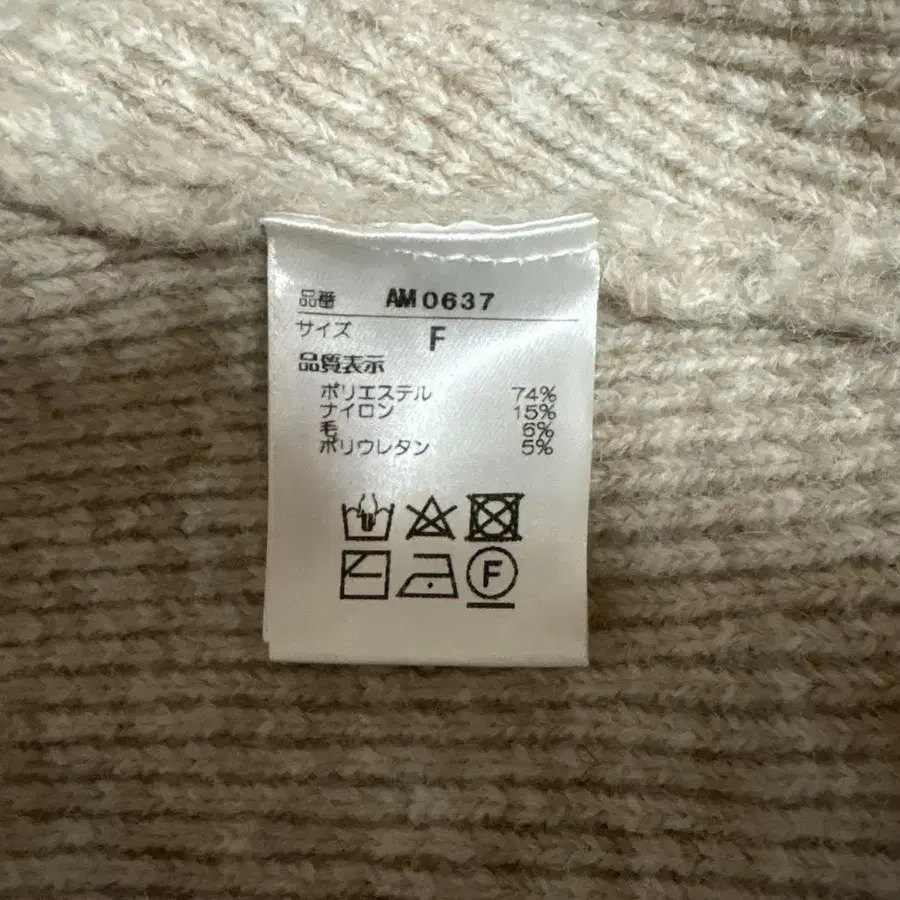 品番 AM0637
サイズ F
品質表示
ポリエステル 74%
ナイロン 15%
毛 6%
ポリウレタン 5%
F